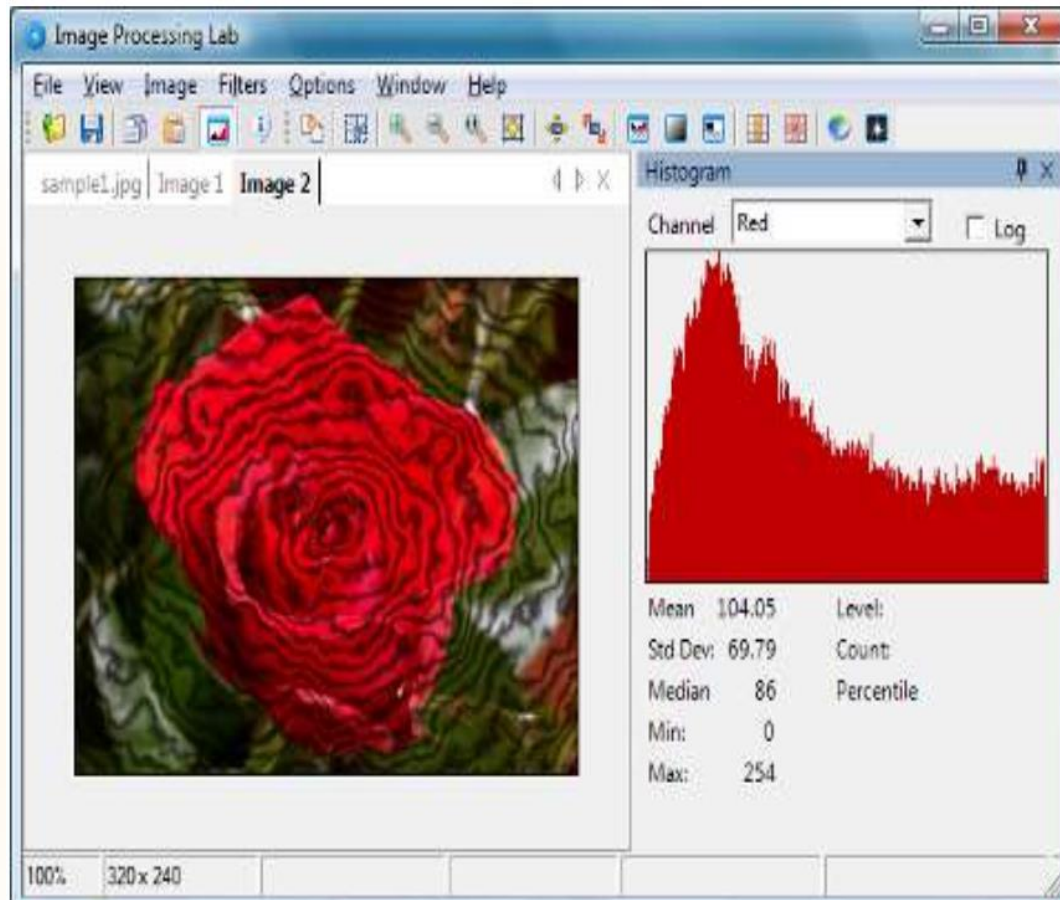 Image Processing Lab
File View Image Filters Options Window Help
sample1.jpg Image 1 Image 2
Histogram
Channel Red Log
Mean 104.05 Level:
Std Dev: 69.79 Count:
Median 86 Percentile
Min: 0
Max: 254
100% 320 x 240